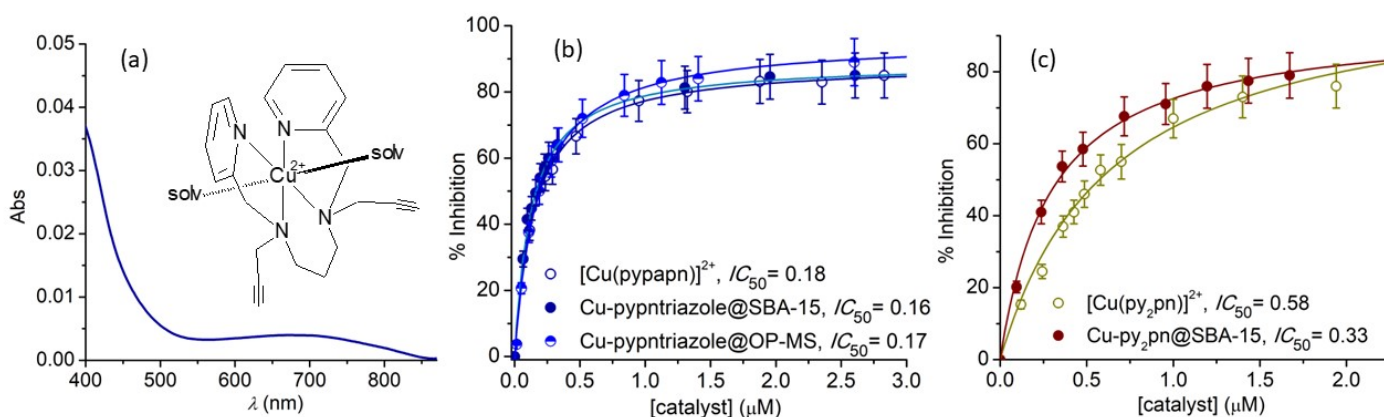 (a)
Abs
0.05
0.04
0.03
0.02
0.01
0.00
400
500
600
700
800
λ (nm)
N
N
solv
Cu2+
solv
N
N
(b)
% Inhibition
100
80
60
40
20
0
[Cu(pypapn)]2+, IC50= 0.18
Cu-pypntriazole@SBA-15, IC50= 0.16
Cu-pypntriazole@OP-MS, IC50= 0.17
0.0
0.5
1.0
1.5
2.0
2.5
3.0
[catalyst] (μM)
(c)
% Inhibition
80
60
40
20
0
[Cu(py2pn)]2+, IC50= 0.58
Cu-py2pn@SBA-15, IC50= 0.33
0.0
0.5
1.0
1.5
2.0
[catalyst] (μM)